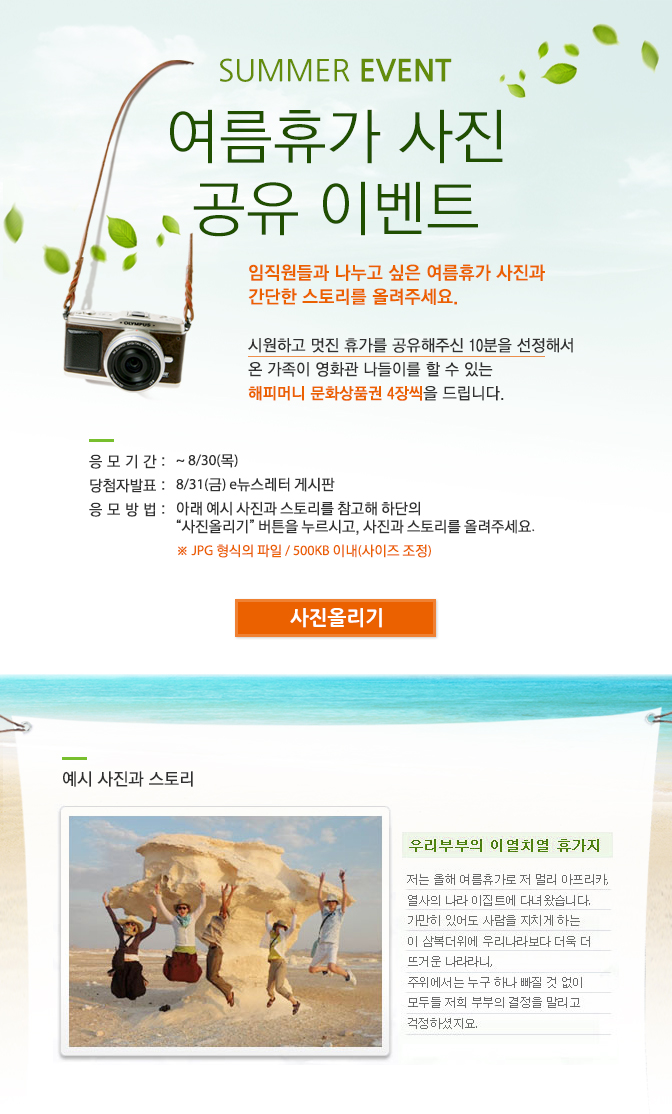 SUMMER EVENT
여름휴가 사진
공유 이벤트
임직원들과 나누고 싶은 여름휴가 사진과
간단한 스토리를 올려주세요.
OLYMPUS
시원하고 멋진 휴가를 공유해주신 10분을 선정해서
온 가족이 영화관 나들이를 할 수 있는
해피머니 문화상품권 4장씩을 드립니다.
응 모 기 간 : ~ 8/30(목)
당첨자발표 : 8/31(금) e뉴스레터 게시판
응 모 방 법 : 아래 예시 사진과 스토리를 참고해 하단의
“사진올리기” 버튼을 누르시고, 사진과 스토리를 올려주세요.
※ JPG 형식의 파일 / 500KB 이내(사이즈 조정)
사진올리기
예시 사진과 스토리
우리부부의 이열치열 휴가지
저는 올해 여름휴가로 저 멀리 아프리카,
열사의 나라 이집트에 다녀왔습니다.
가만히 있어도 사람을 지치게 하는
이 삼복더위에 우리나라보다 더욱 더
뜨거운 나라라니,
주위에서는 누구 하나 빠질 것 없이
모두들 저희 부부의 결정을 말리고
걱정하셨지요.